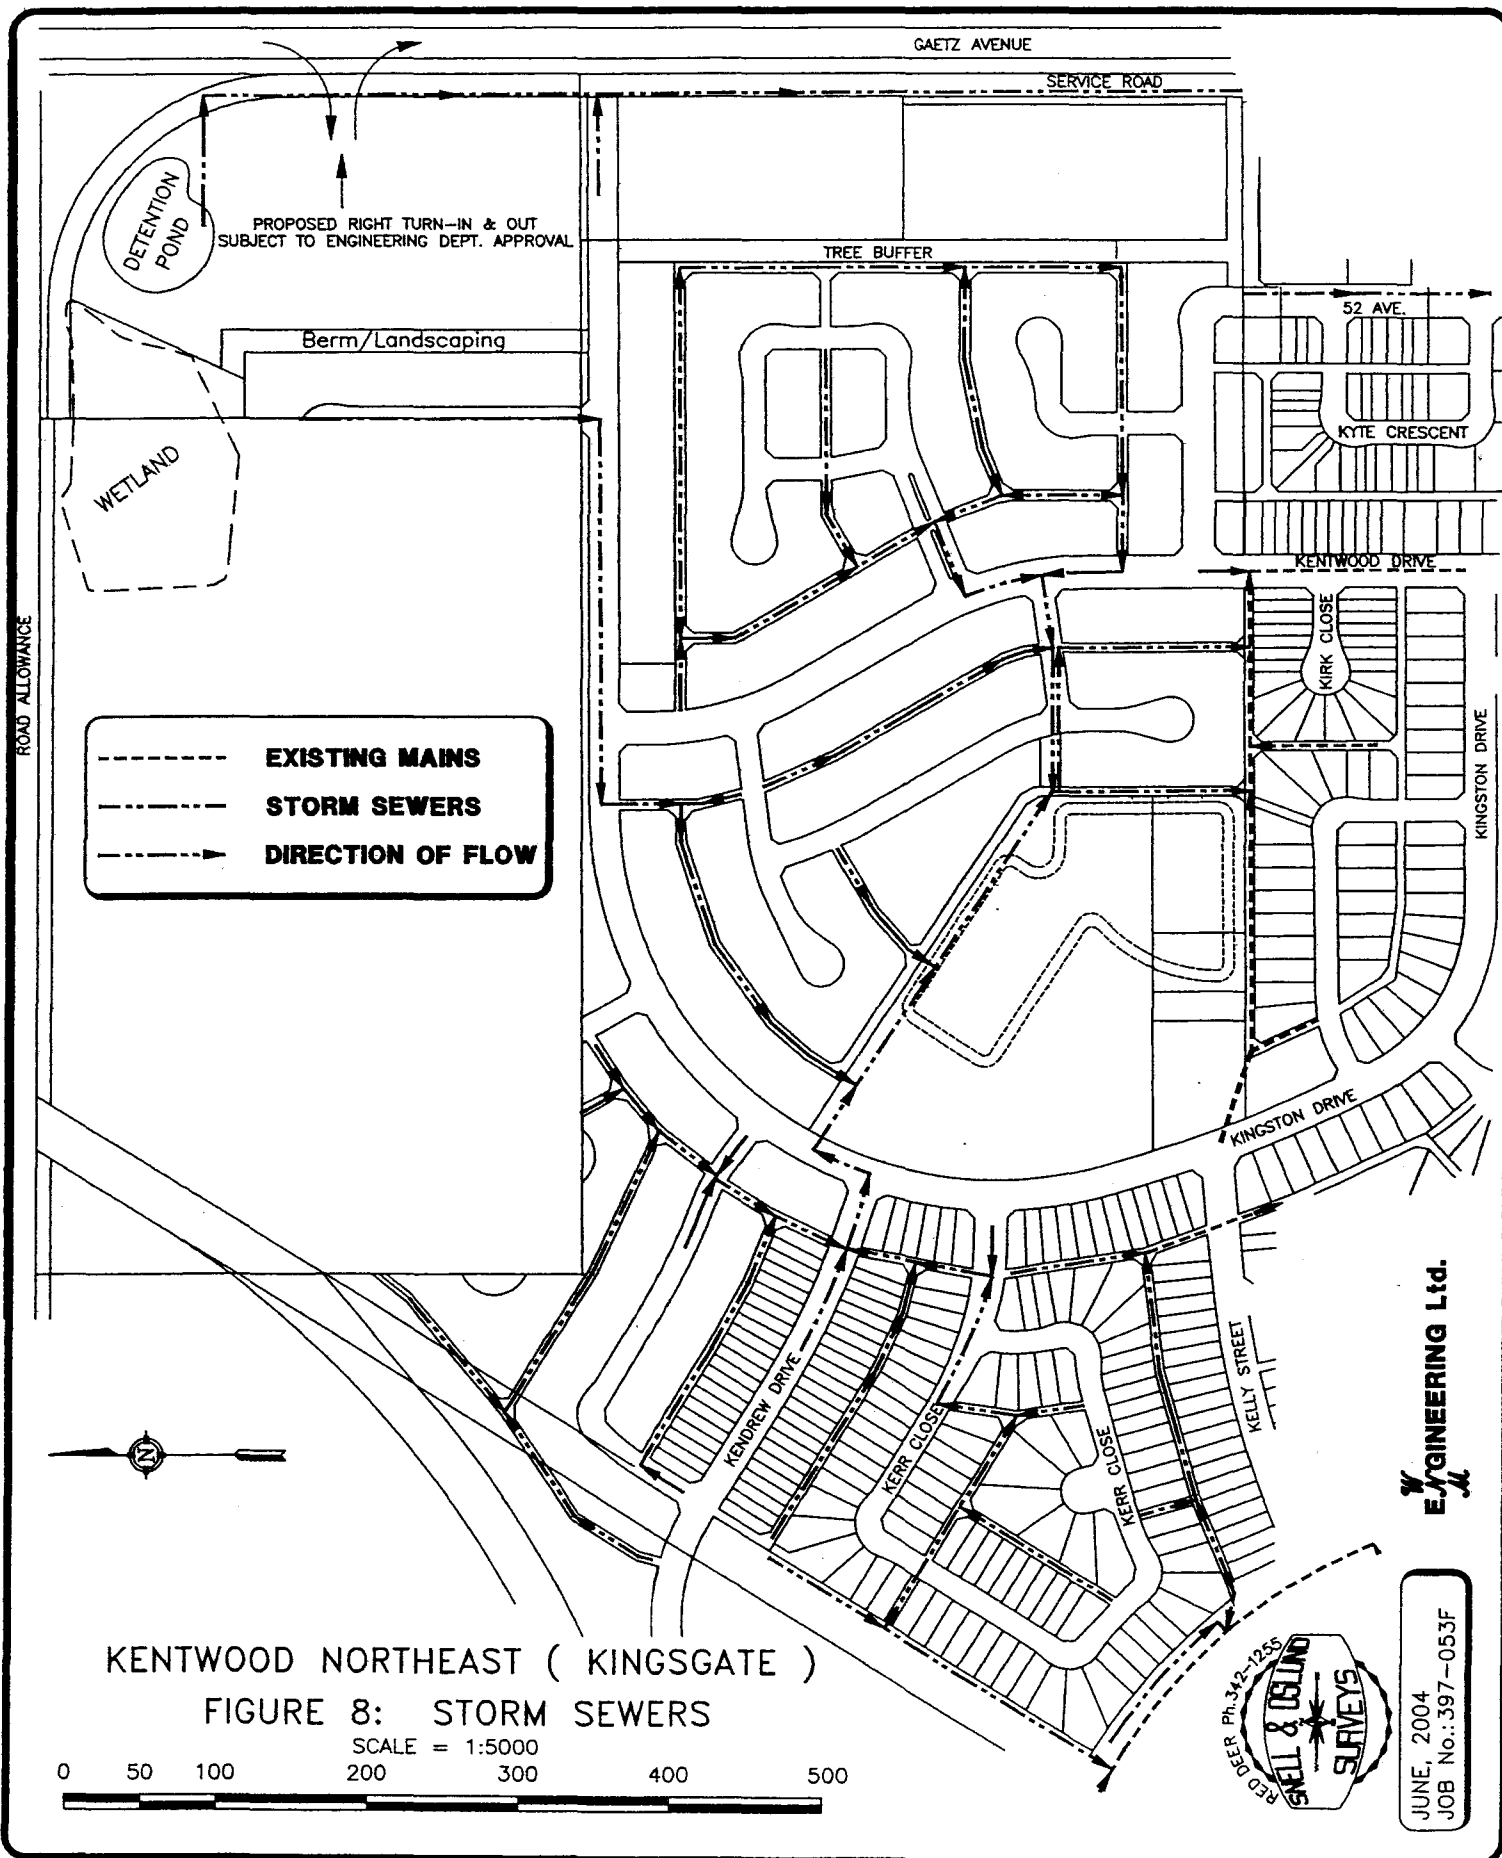 GAETZ AVENUE
SERVICE ROAD
DETENTION
POND
PROPOSED RIGHT TURN-IN & OUT
SUBJECT TO ENGINEERING DEPT. APPROVAL
TREE BUFFER
52 AVE.
Berm/Landscaping
KYTE CRESCENT
WETLAND
KENTWOOD DRIVE
KIRK CLOSE
ROAD ALLOWANCE
KINGSTON DRIVE
EXISTING MAINS
STORM SEWERS
DIRECTION OF FLOW
KINGSTON DRIVE
KELLY STREET
KENDREW DRIVE
KERR CLOSE
KERR CLOSE
N
W
ENGINEERING Ltd.
M
KENTWOOD NORTHEAST ( KINGSGATE )
FIGURE 8: STORM SEWERS
SCALE = 1:5000
0 50 100 200 300 400 500
RED DEER Ph.342-1255
SNELL & OSLUND
SURVEYS
JUNE, 2004
JOB No.:397-053F